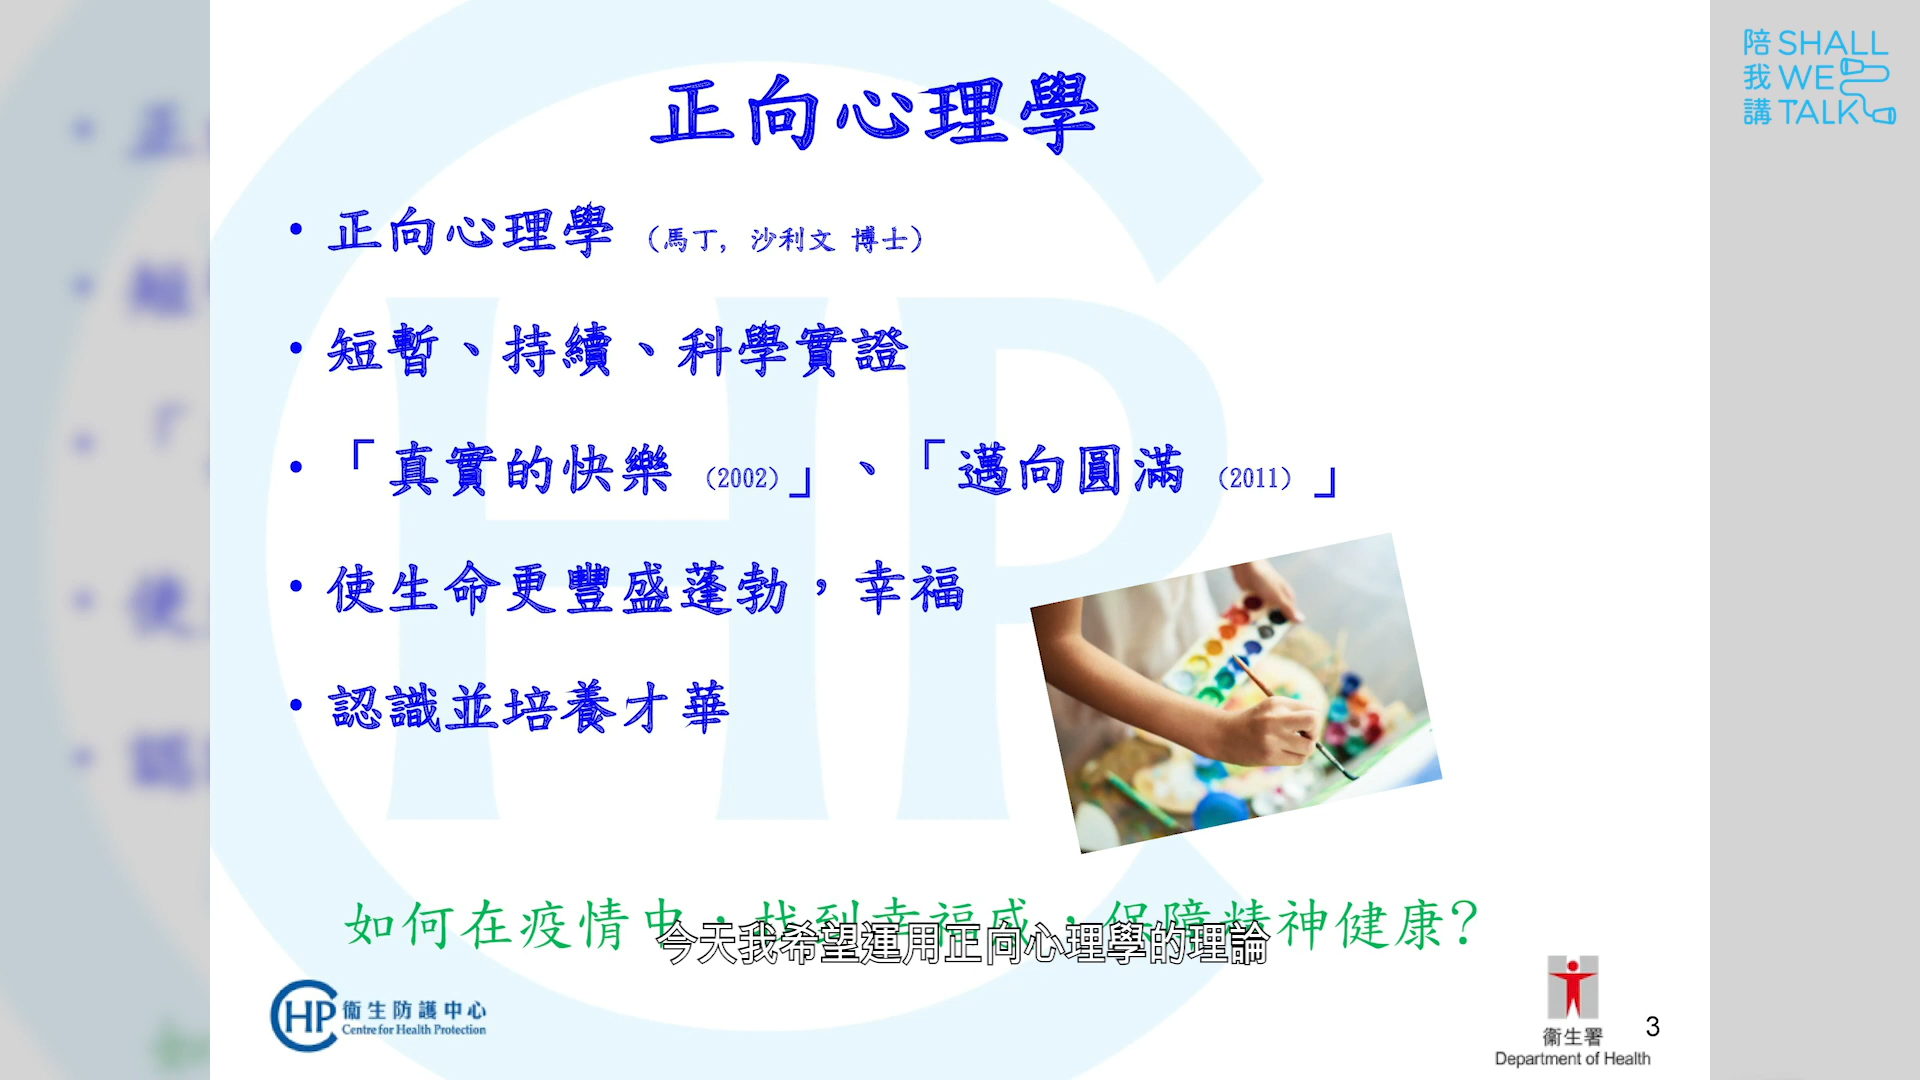 正向心理學
• 正向心理學 (馬丁, 沙利文 博士)
• 短暫、持續、科學實證
• 「真實的快樂 (2002)」、「邁向圓滿 (2011)」
• 使生命更豐盛蓬勃，幸福
• 認識並培養才華
如何在疫情中，找到幸福感，保障精神健康?
今天我希望運用正向心理學的理論
CHP 衞生防護中心
Centre for Health Protection
衞生署
Department of Health
3
陪 SHALL
我 WE
講 TALK